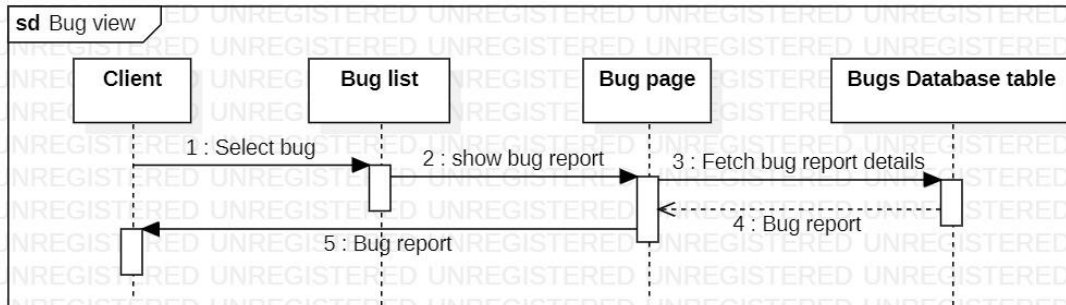 sd Bug view
Client
Bug list
Bug page
Bugs Database table
1 : Select bug
2 : show bug report
3 : Fetch bug report details
4 : Bug report
5 : Bug report
UNREGISTERED